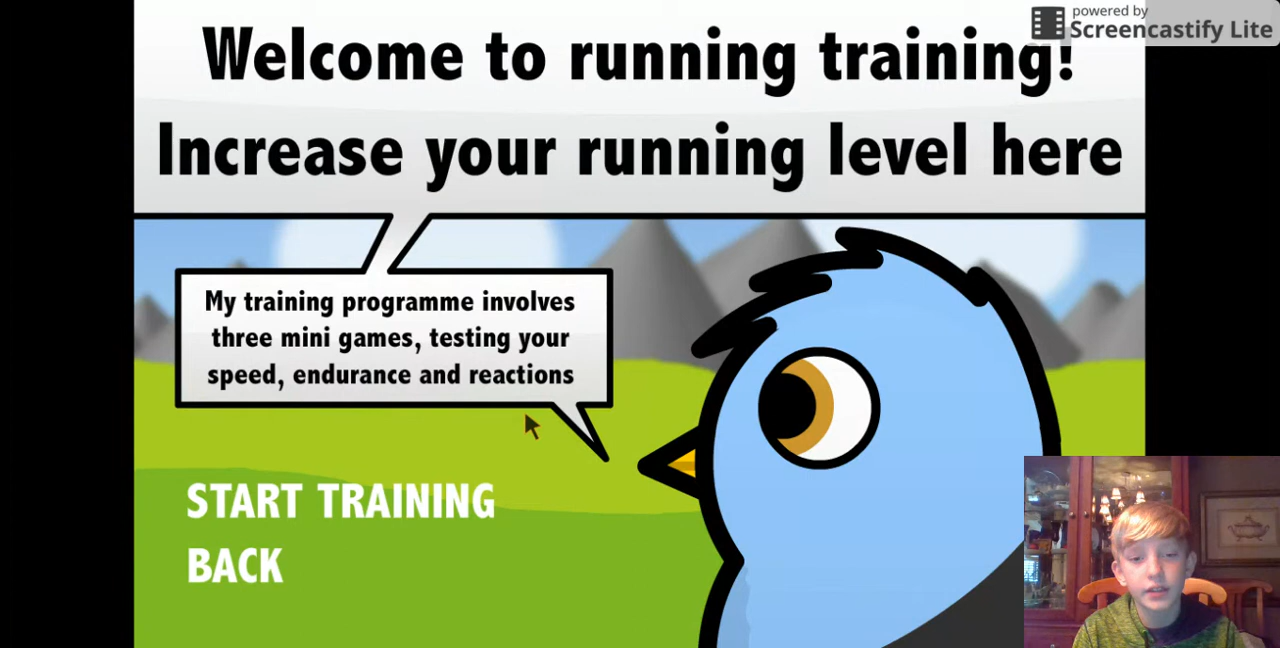 powered by
Screencastify Lite
Welcome to running training!
Increase your running level here
My training programme involves
three mini games, testing your
speed, endurance and reactions
START TRAINING
BACK